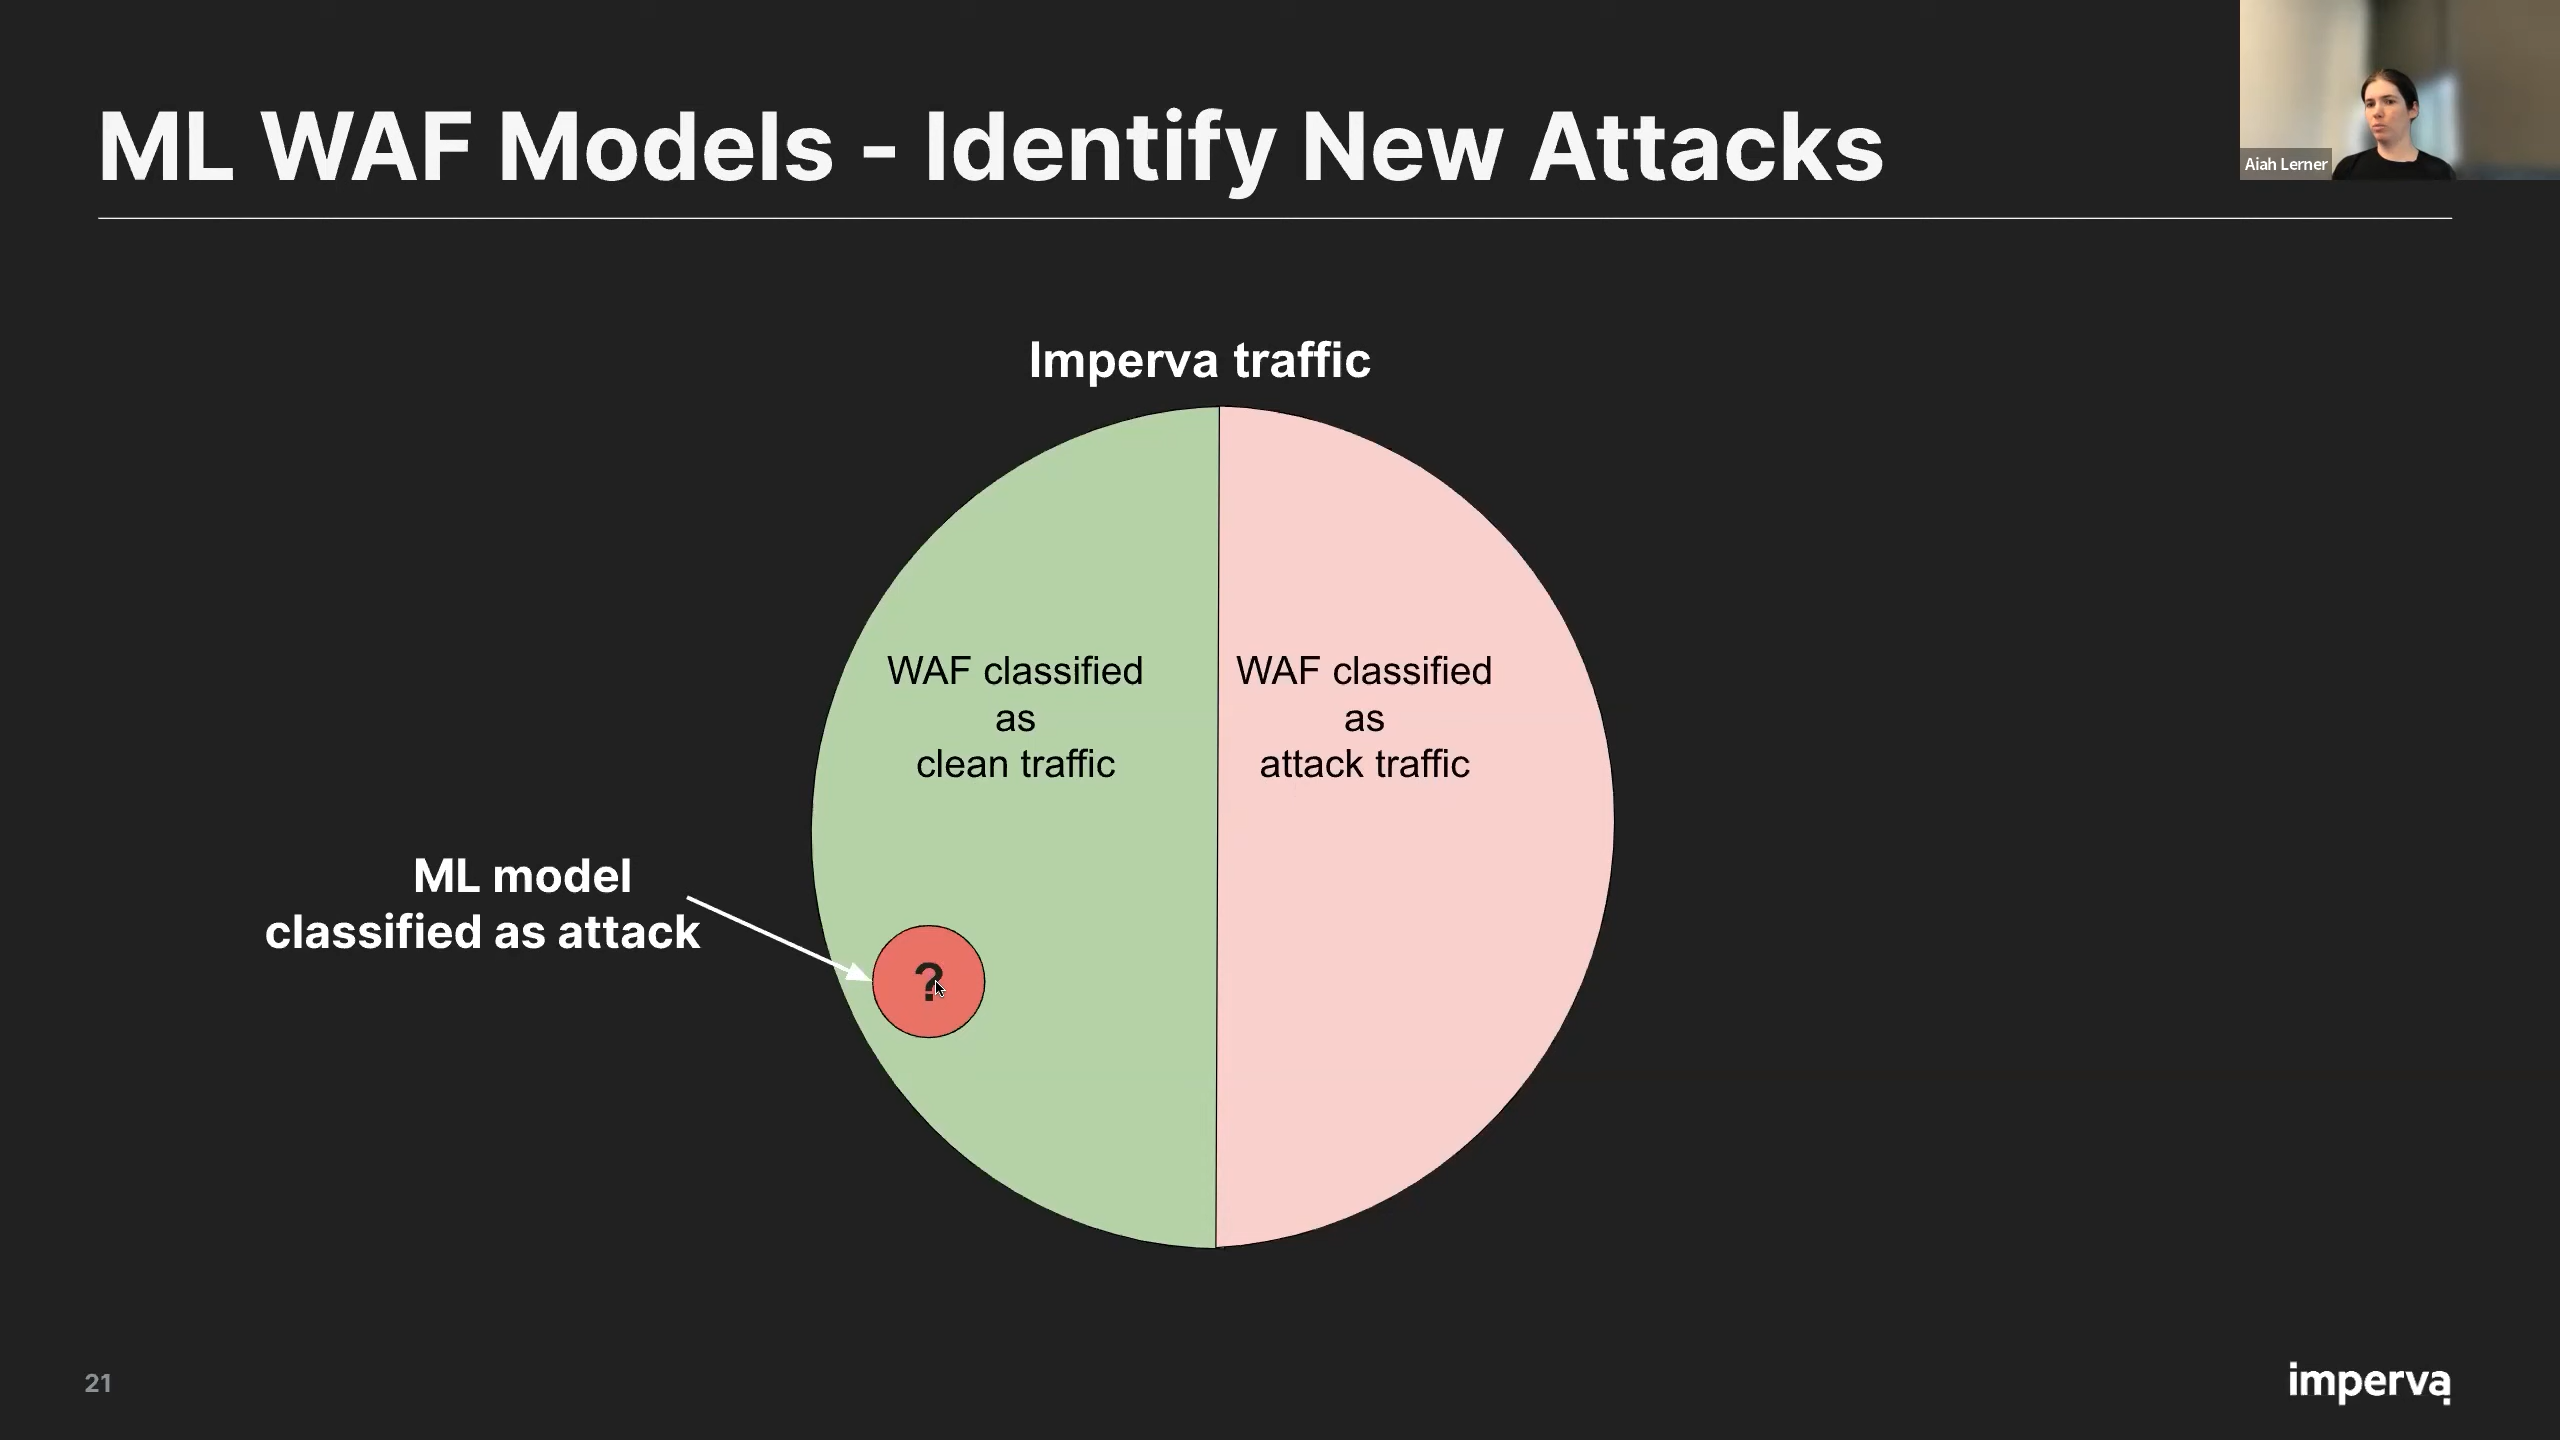 ML WAF Models - Identify New Attacks
Aiah Lerner
Imperva traffic
WAF classified
as
clean traffic
WAF classified
as
attack traffic
ML model
classified as attack
?
21
imperva